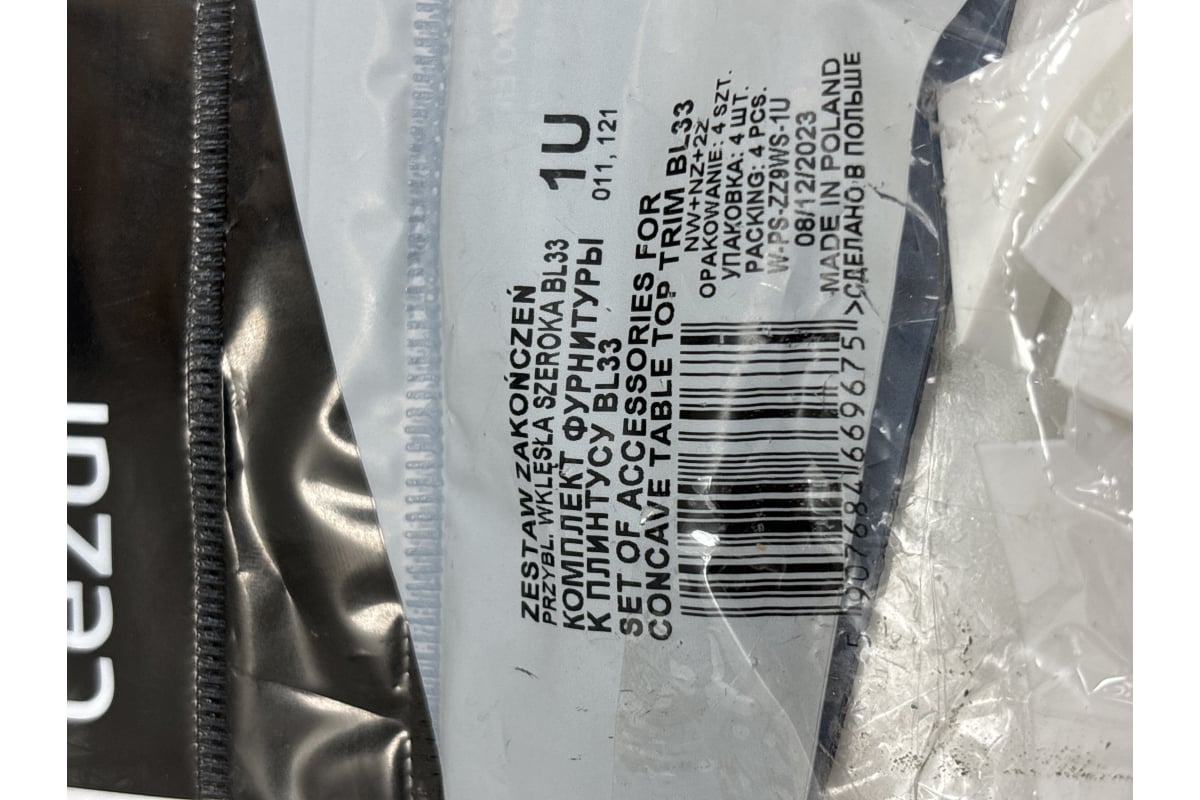 cezar
ZESTAW ZAKOŃCZEŃ
PRZYBL. WKLĘSŁA SZEROKA BL33
КОМПЛЕКТ ФУРНИТУРЫ
К ПЛИНТУСУ BL33
SET OF ACCESSORIES FOR
CONCAVE TABLE TOP TRIM BL33
1U
011, 121
NW+NZ+2Z
OPAKOWANIE: 4 SZT.
УПАКОВКА: 4 ШТ.
PACKING: 4 PCS.
W-PS-ZZ9WS-1U
08/12/2023
MADE IN POLAND
СДЕЛАНО В ПОЛЬШЕ
5 907684 669675 >